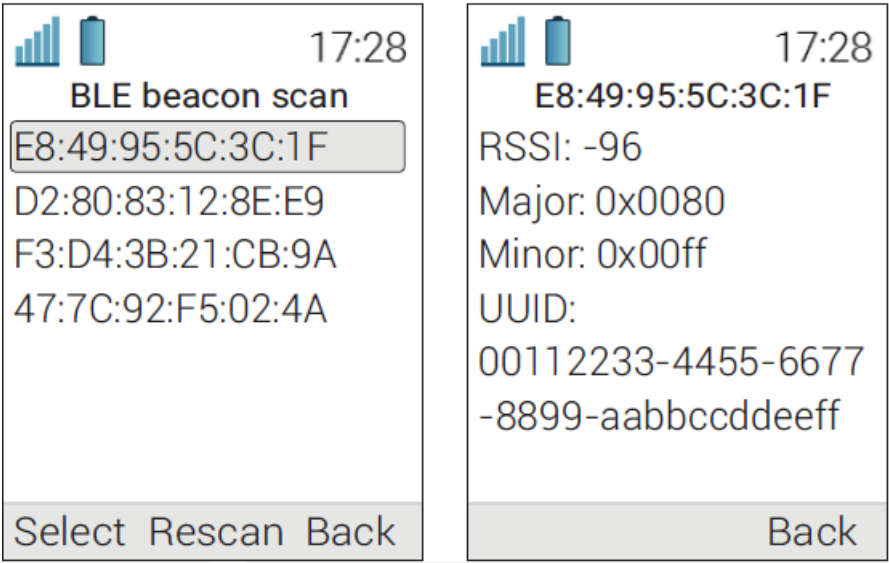 17:28
BLE beacon scan
E8:49:95:5C:3C:1F
D2:80:83:12:8E:E9
F3:D4:3B:21:CB:9A
47:7C:92:F5:02:4A
Select Rescan Back
17:28
E8:49:95:5C:3C:1F
RSSI: -96
Major: 0x0080
Minor: 0x00ff
UUID:
00112233-4455-6677
-8899-aabbccddeeff
Back